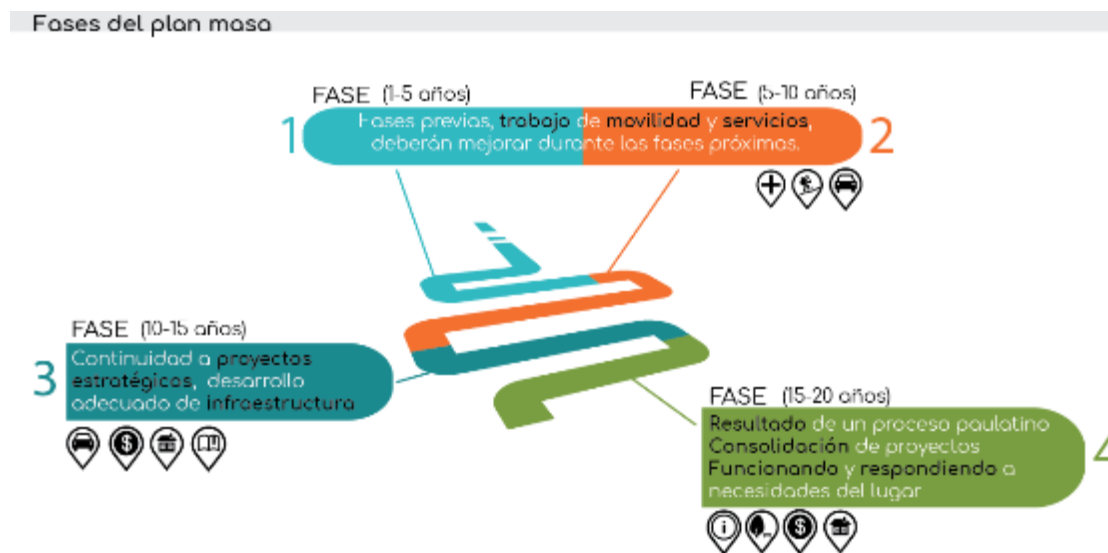 Fases del plan masa
FASE (1-5 años)
1
FASE (5-10 años)
2
Fases previas, trabajo de movilidad y servicios,
deberán mejorar durante las fases próximas.
FASE (10-15 años)
3
Continuidad a proyectos
estratégicos, desarrollo
adecuado de infraestructura
FASE (15-20 años)
4
Resultado de un proceso paulatino
Consolidación de proyectos
Funcionando y respondiendo a
necesidades del lugar